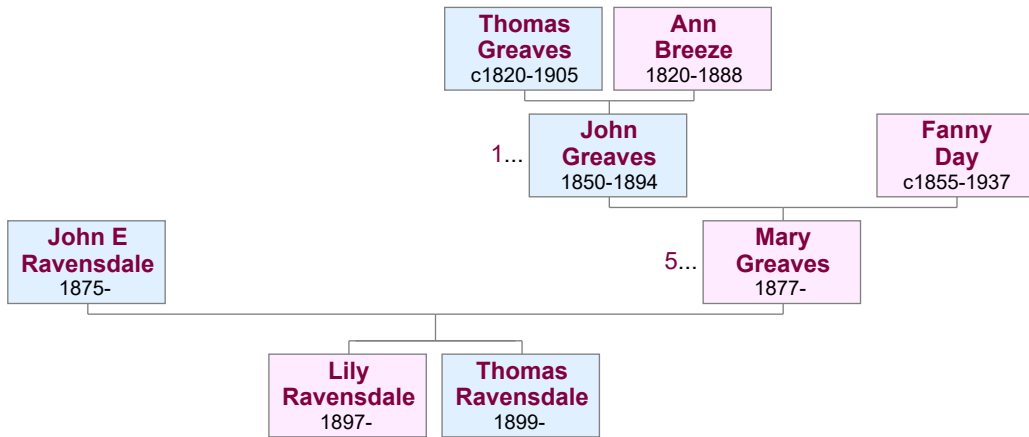 Thomas
Greaves
c1820-1905
Ann
Breeze
1820-1888
1...
John
Greaves
1850-1894
Fanny
Day
c1855-1937
John E
Ravensdale
1875-
5...
Mary
Greaves
1877-
Lily
Ravensdale
1897-
Thomas
Ravensdale
1899-